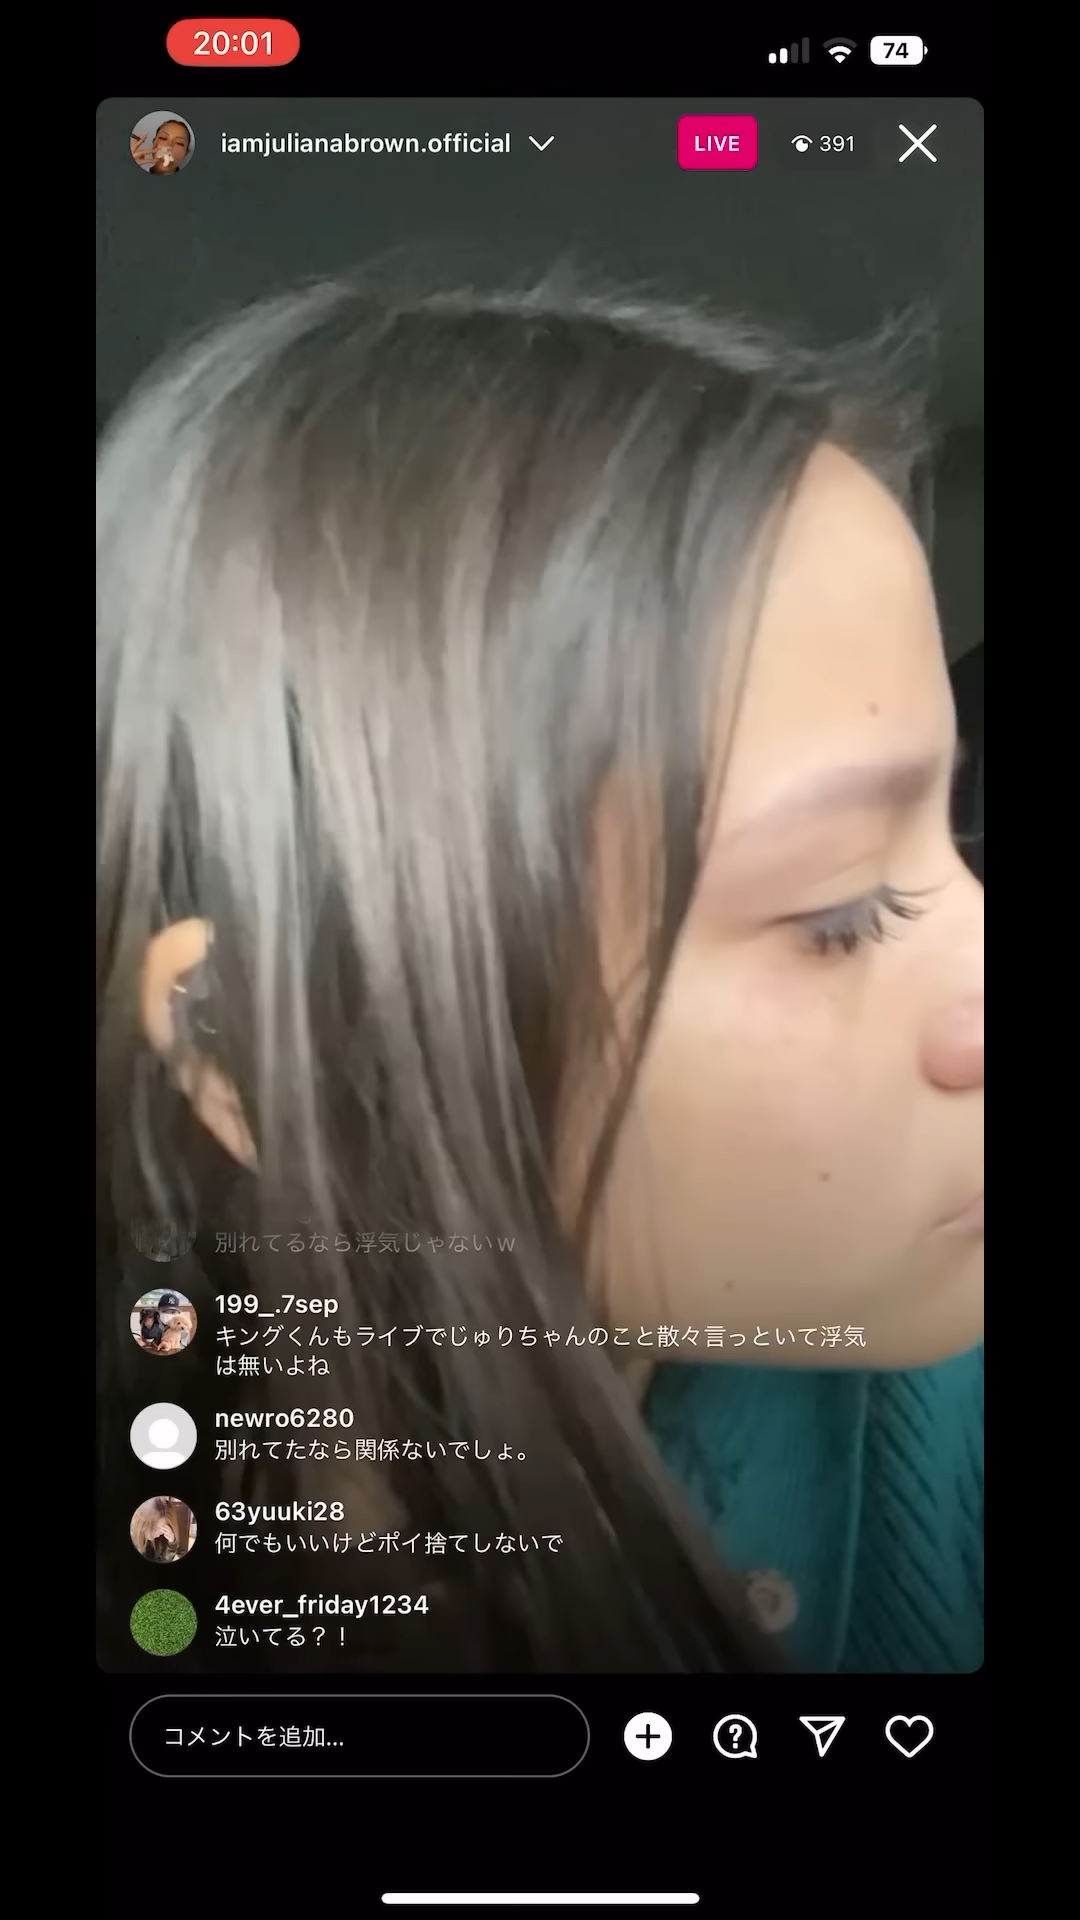 20:01
74
iamjulianabrown.official
LIVE
391
別れてるなら浮気じゃないw
199_.7sep
キングくんもライブでじゅりちゃんのこと散々言っといて浮気
は無いよね
newro6280
別れてたなら関係ないでしょ。
63yuuki28
何でもいいけどポイ捨てしないで
4ever_friday1234
泣いてる？！
コメントを追加...